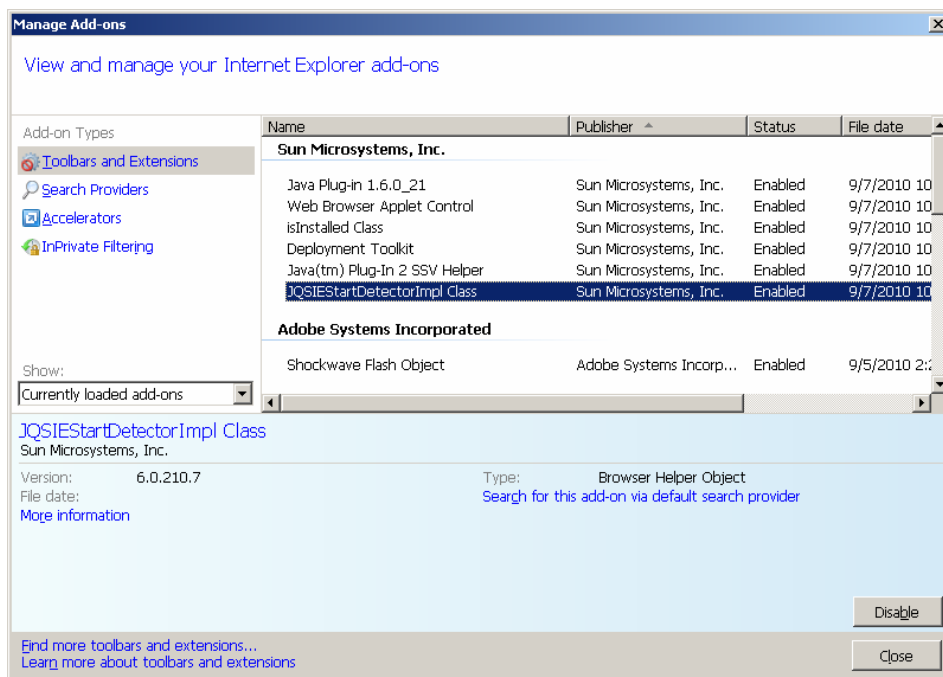 Manage Add-ons
View and manage your Internet Explorer add-ons
Add-on Types
Toolbars and Extensions
Search Providers
Accelerators
InPrivate Filtering
Show:
Currently loaded add-ons
Name Publisher Status File date
Sun Microsystems, Inc.
Java Plug-in 1.6.0_21 Sun Microsystems, Inc. Enabled 9/7/2010 10
Web Browser Applet Control Sun Microsystems, Inc. Enabled 9/7/2010 10
isInstalled Class Sun Microsystems, Inc. Enabled 9/7/2010 10
Deployment Toolkit Sun Microsystems, Inc. Enabled 9/7/2010 10
Java(tm) Plug-In 2 SSV Helper Sun Microsystems, Inc. Enabled 9/7/2010 10
JQSIEStartDetectorImpl Class Sun Microsystems, Inc. Enabled 9/7/2010 10
Adobe Systems Incorporated
Shockwave Flash Object Adobe Systems Incorp... Enabled 9/5/2010 2:2
JQSIEStartDetectorImpl Class
Sun Microsystems, Inc.
Version: 6.0.210.7 Type: Browser Helper Object
File date: Search for this add-on via default search provider
More information
Disable
Find more toolbars and extensions...
Learn more about toolbars and extensions
Close